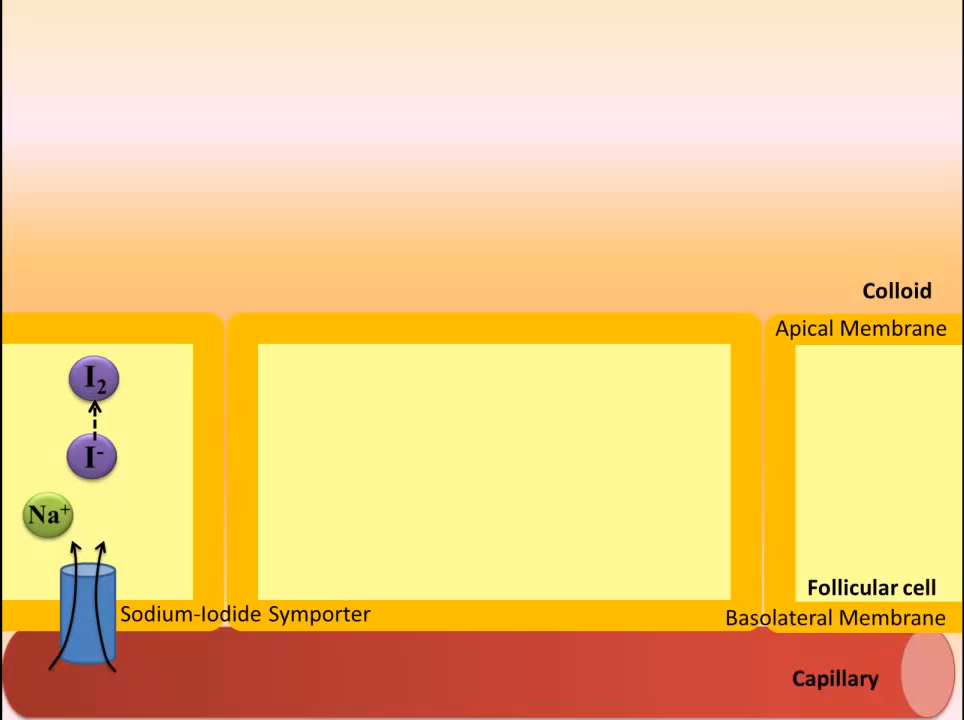 Colloid
Apical Membrane
I₂
I⁻
Na⁺
Follicular cell
Sodium-Iodide Symporter
Basolateral Membrane
Capillary